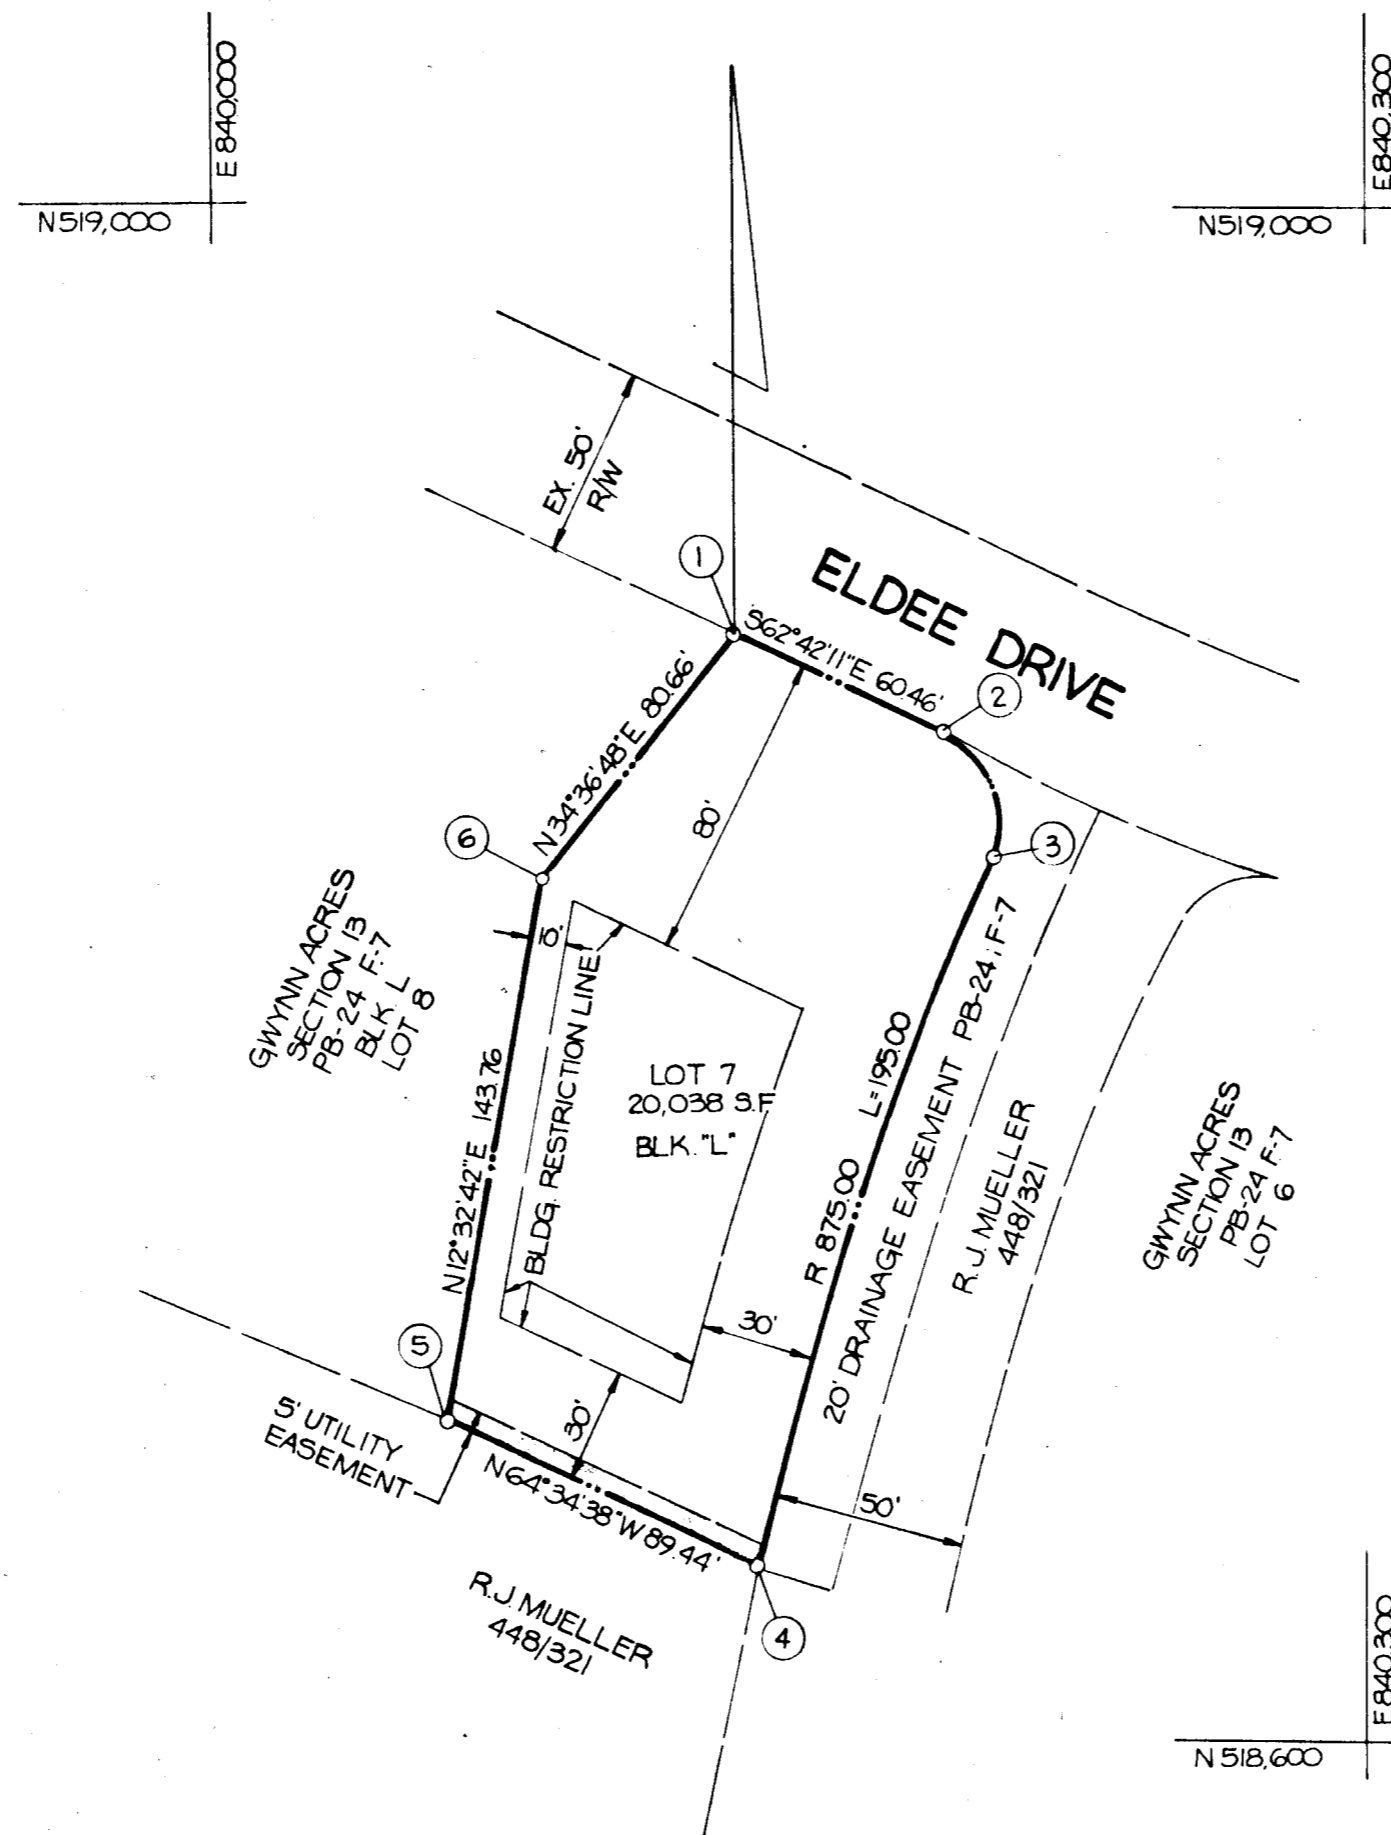 E 840,000
E 840,300
N 519,000
N 519,000
EX. 50'
R/W
1
ELDEE DRIVE
S62°42'11"E 60.46'
2
N34°36'48"E 80.66'
80'
6
3
10'
GWYNN ACRES
SECTION 13
PB-24 F-7
BLK. L
LOT 8
BLDG. RESTRICTION LINE
LOT 7
20,038 S.F.
BLK. "L"
R 875.00 L=195.00
20' DRAINAGE EASEMENT PB-24, F-7
R.J. MUELLER
448/321
GWYNN ACRES
SECTION 13
PB-24 F-7
LOT 6
N12°32'42"E 143.76
5
30'
30'
5' UTILITY
EASEMENT
N64°34'38"W 89.44'
50'
4
R.J. MUELLER
448/321
E 840,300
N 518,600